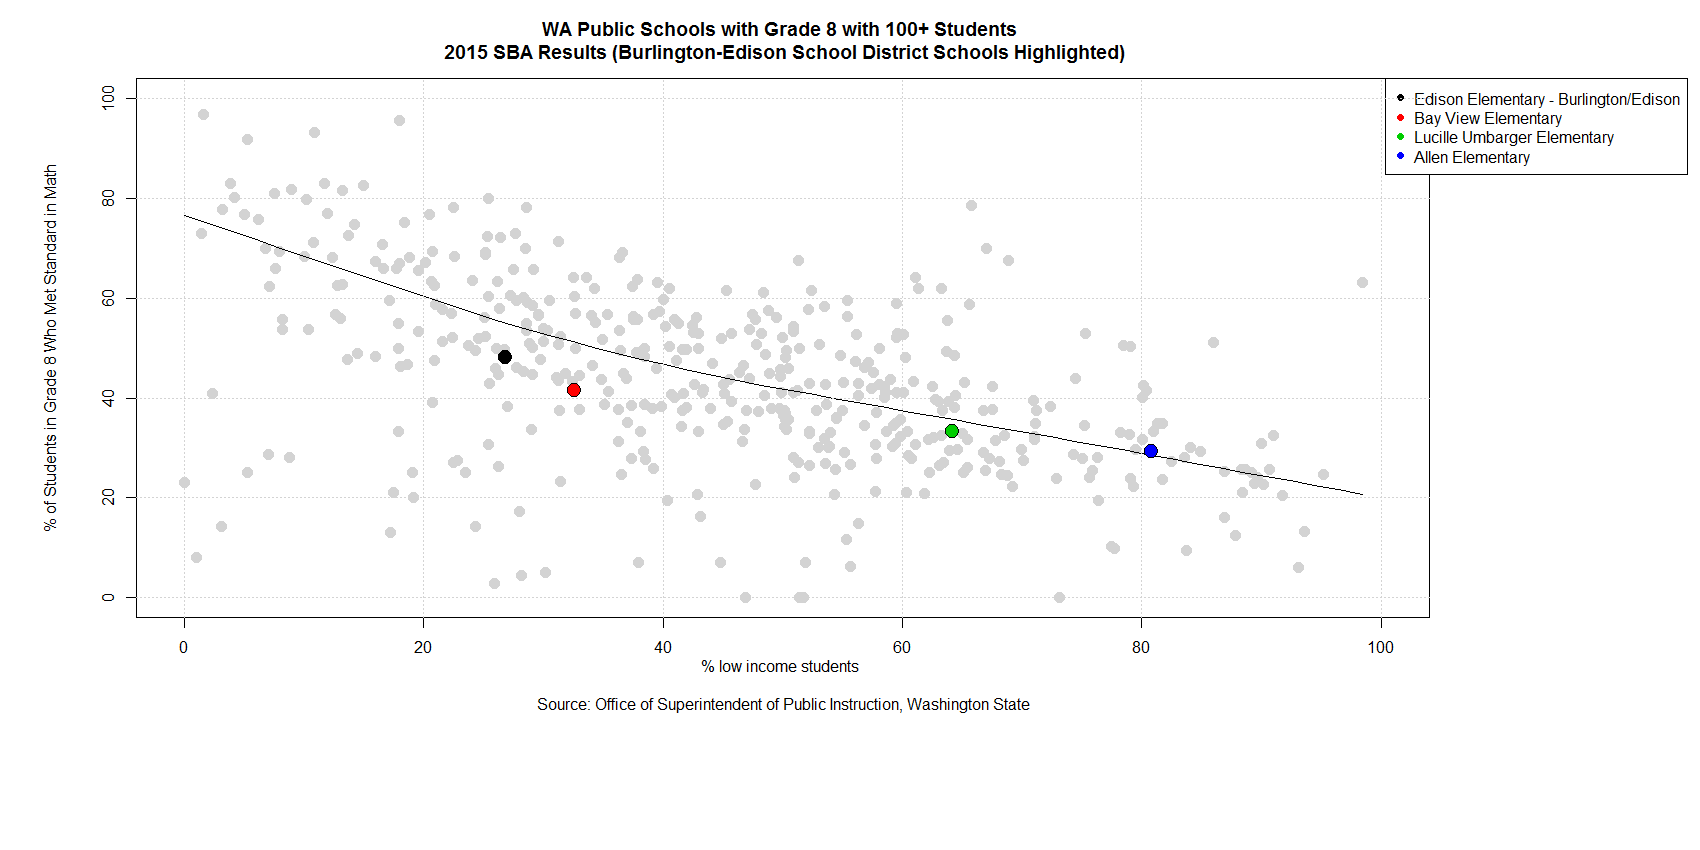 WA Public Schools with Grade 8 with 100+ Students
2015 SBA Results (Burlington-Edison School District Schools Highlighted)
Edison Elementary - Burlington/Edison
Bay View Elementary
Lucille Umbarger Elementary
Allen Elementary
% of Students in Grade 8 Who Met Standard in Math
100
80
60
40
20
0
0 20 40 60 80 100
% low income students
Source: Office of Superintendent of Public Instruction, Washington State